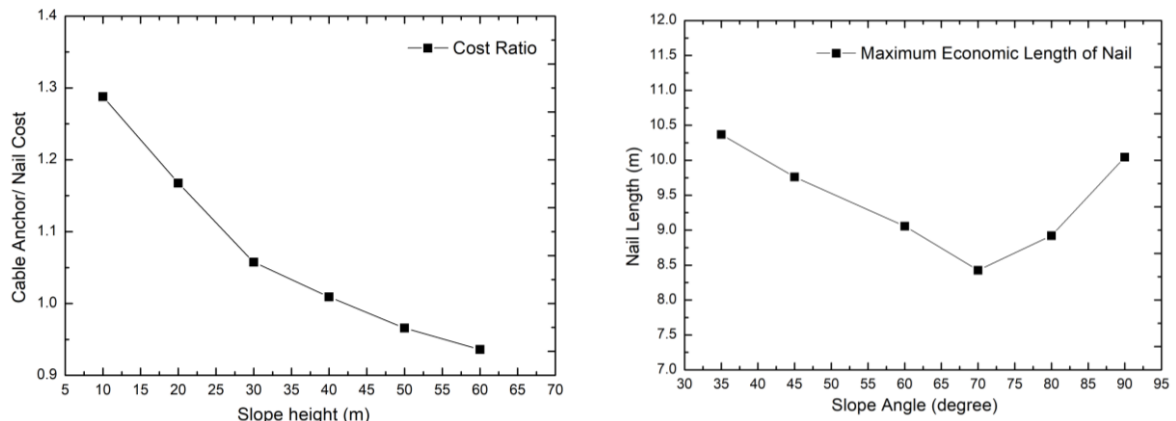 1.4
1.3
1.2
1.1
1.0
0.9
Cable Anchor/ Nail Cost
Cost Ratio
5 10 15 20 25 30 35 40 45 50 55 60 65 70
Slope height (m)
12.0
11.5
11.0
10.5
10.0
9.5
9.0
8.5
8.0
7.5
7.0
Nail Length (m)
Maximum Economic Length of Nail
30 35 40 45 50 55 60 65 70 75 80 85 90 95
Slope Angle (degree)